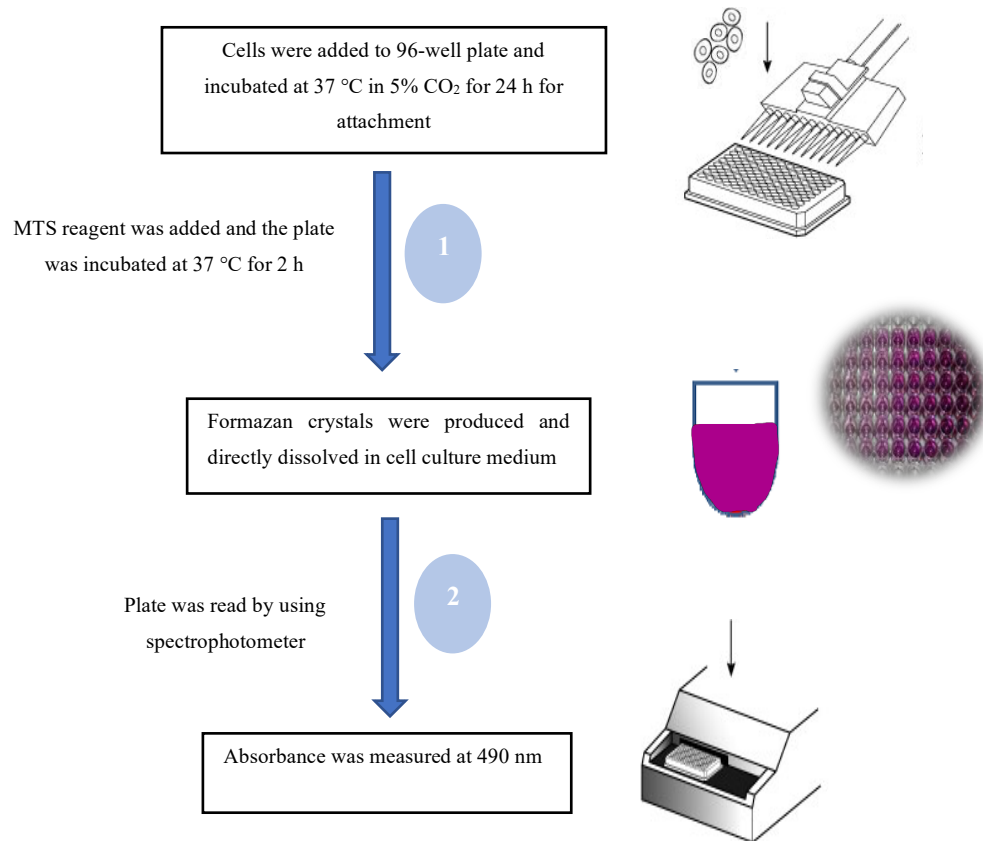 Cells were added to 96-well plate and
incubated at 37 °C in 5% CO₂ for 24 h for
attachment
MTS reagent was added and the plate
was incubated at 37 °C for 2 h
1
Formazan crystals were produced and
directly dissolved in cell culture medium
Plate was read by using
spectrophotometer
2
Absorbance was measured at 490 nm